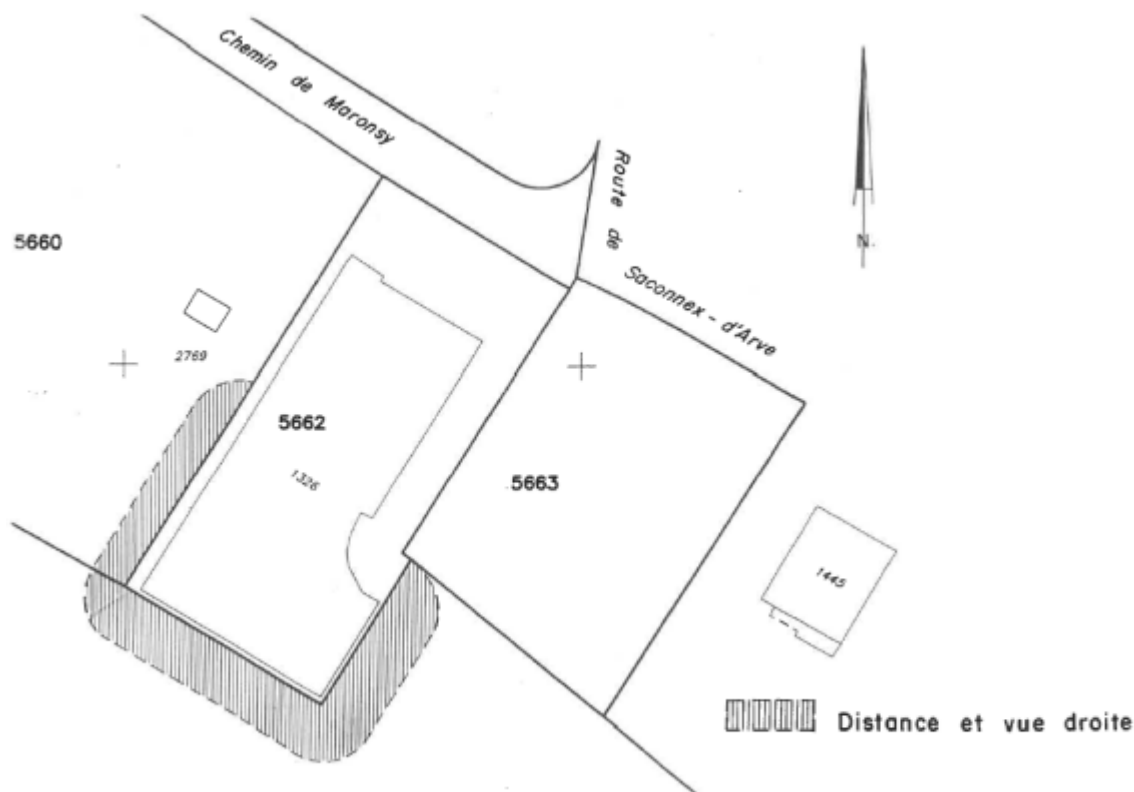 Chemin de Maronsy
Route de Saconnex - d'Arve
N.
5660
2769
5662
1326
5663
1445
Distance et vue droite